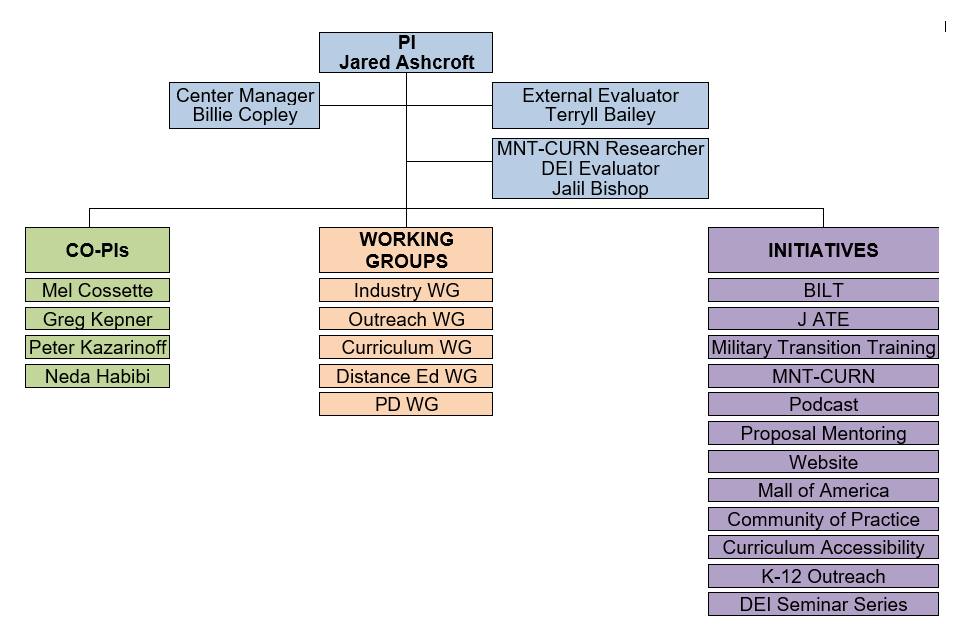 PI
Jared Ashcroft
Center Manager
Billie Copley
External Evaluator
Terryll Bailey
MNT-CURN Researcher
DEI Evaluator
Jalil Bishop
CO-PIs
Mel Cossette
Greg Kepner
Peter Kazarinoff
Neda Habibi
WORKING
GROUPS
Industry WG
Outreach WG
Curriculum WG
Distance Ed WG
PD WG
INITIATIVES
BILT
J ATE
Military Transition Training
MNT-CURN
Podcast
Proposal Mentoring
Website
Mall of America
Community of Practice
Curriculum Accessibility
K-12 Outreach
DEI Seminar Series